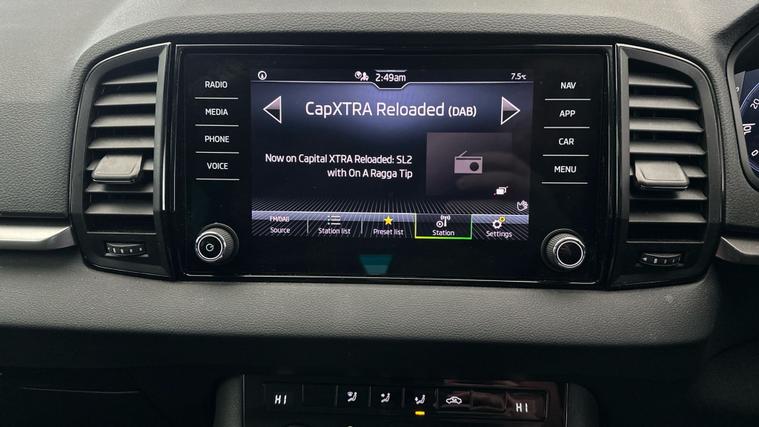 2:49am
7.5°C
RADIO
MEDIA
PHONE
VOICE
CapXTRA Reloaded (DAB)
Now on Capital XTRA Reloaded: SL2
with On A Ragga Tip
FM/DAB
Source
Station list
Preset list
Station
Settings
NAV
APP
CAR
MENU
HI
HI